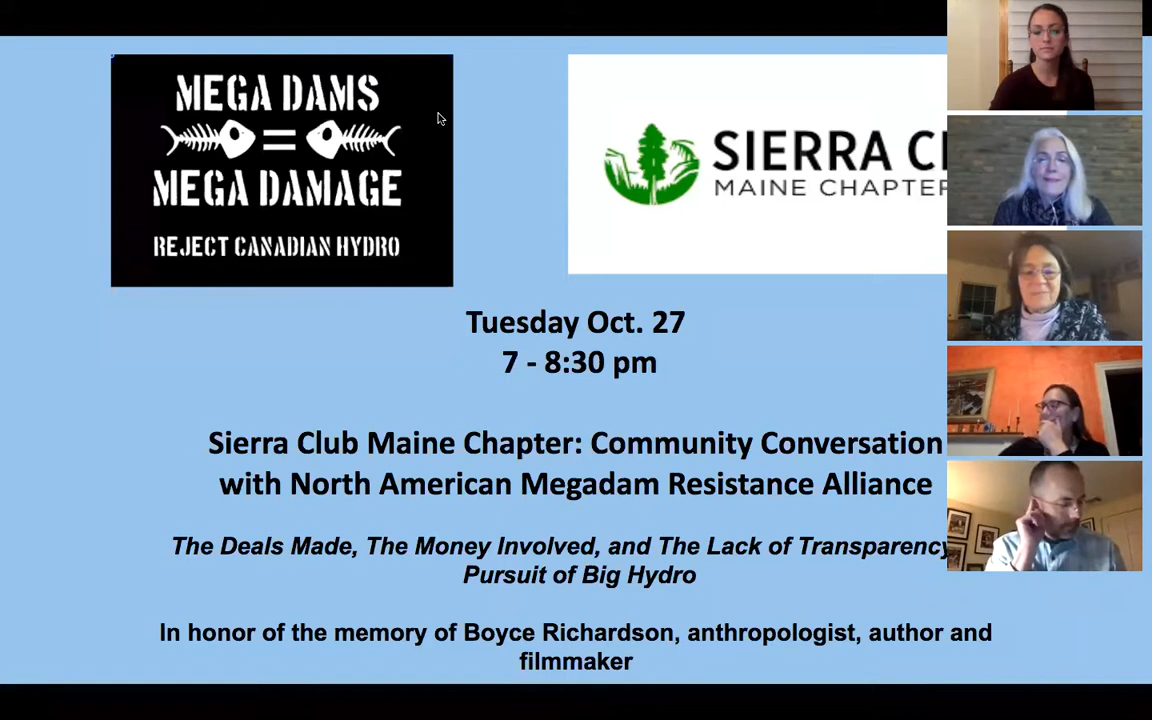 MEGA DAMS
=
MEGA DAMAGE
REJECT CANADIAN HYDRO
SIERRA
MAINE CHAPTER
Tuesday Oct. 27
7 - 8:30 pm
Sierra Club Maine Chapter: Community Conversation
with North American Megadam Resistance Alliance
The Deals Made, The Money Involved, and The Lack of Transparency
Pursuit of Big Hydro
In honor of the memory of Boyce Richardson, anthropologist, author and
filmmaker